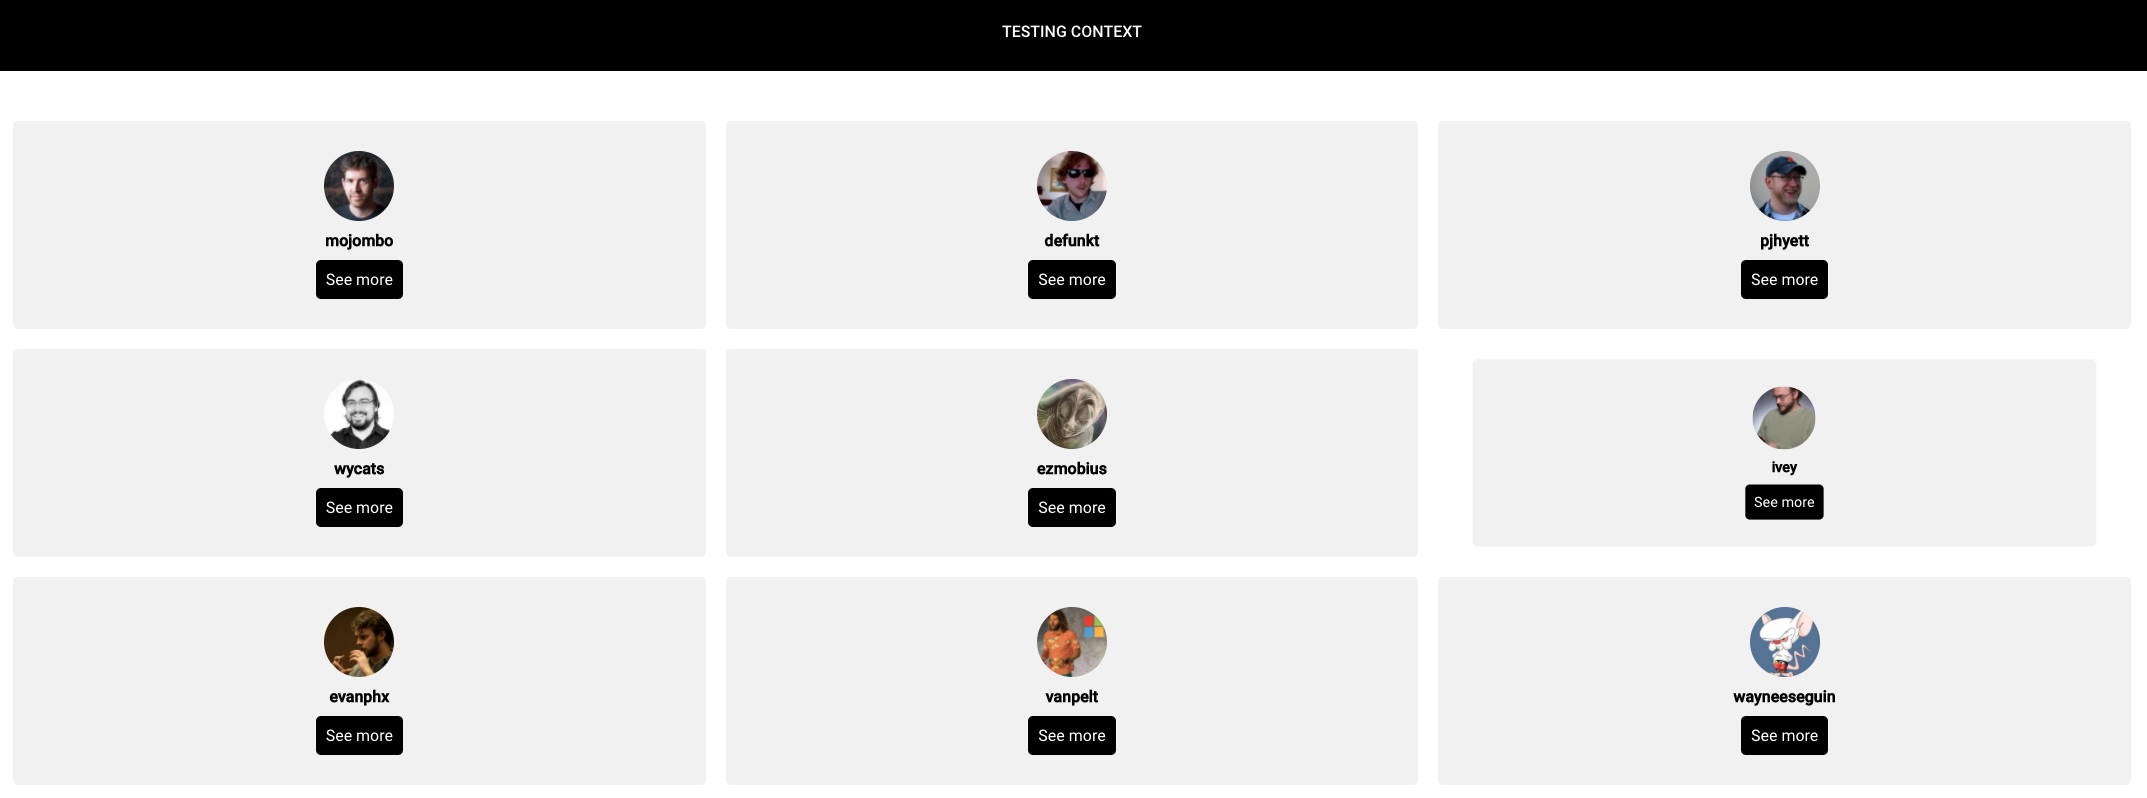 TESTING CONTEXT
mojombo
See more
defunkt
See more
pjhyett
See more
wycats
See more
ezmobius
See more
ivey
See more
evanphx
See more
vanpelt
See more
wayneeseguin
See more